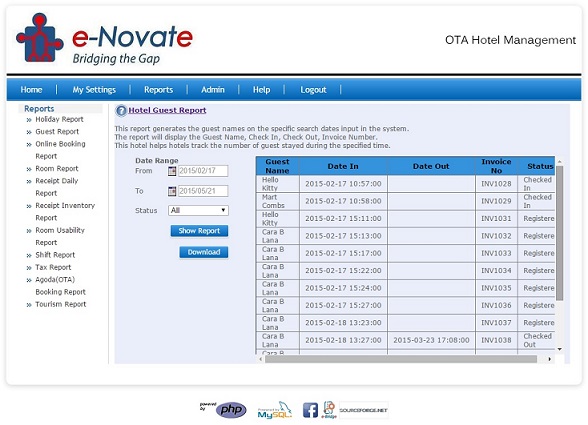 e-Novate
Bridging the Gap
OTA Hotel Management
Home | My Settings | Reports | Admin | Help | Logout |
Reports
» Holiday Report
» Guest Report
» Online Booking
Report
» Room Report
» Receipt Daily
Report
» Receipt Inventory
Report
» Room Usability
Report
» Shift Report
» Tax Report
» Agoda(OTA)
Booking Report
» Tourism Report
Hotel Guest Report
This report generates the guest names on the specific search dates input in the system.
The report will display the Guest Name, Check In, Check Out, Invoice Number.
This hotel helps hotels track the number of guest stayed during the specified time.
Date Range
From 2015/02/17
To 2015/05/21
Status All
Show Report
Download
Guest Name Date In Date Out Invoice No Status
Hello Kitty 2015-02-17 10:57:00 INV1028 Checked In
Mart Combs 2015-02-17 10:58:00 INV1029 Checked In
Hello Kitty 2015-02-17 15:11:00 INV1031 Registere
Cara B Lana 2015-02-17 15:13:00 INV1032 Registere
Cara B Lana 2015-02-17 15:17:00 INV1033 Registere
Cara B Lana 2015-02-17 15:22:00 INV1034 Registere
Cara B Lana 2015-02-17 15:24:00 INV1035 Registere
Cara B Lana 2015-02-17 15:27:00 INV1036 Registere
Cara B Lana 2015-02-18 13:23:00 INV1037 Registere
Cara B Lana 2015-02-18 13:27:00 2015-03-23 17:08:00 INV1038 Checked Out
Cara B
powered by php
Powered by MySQL
f
e-Bridge
SOURCEFORGE.NET